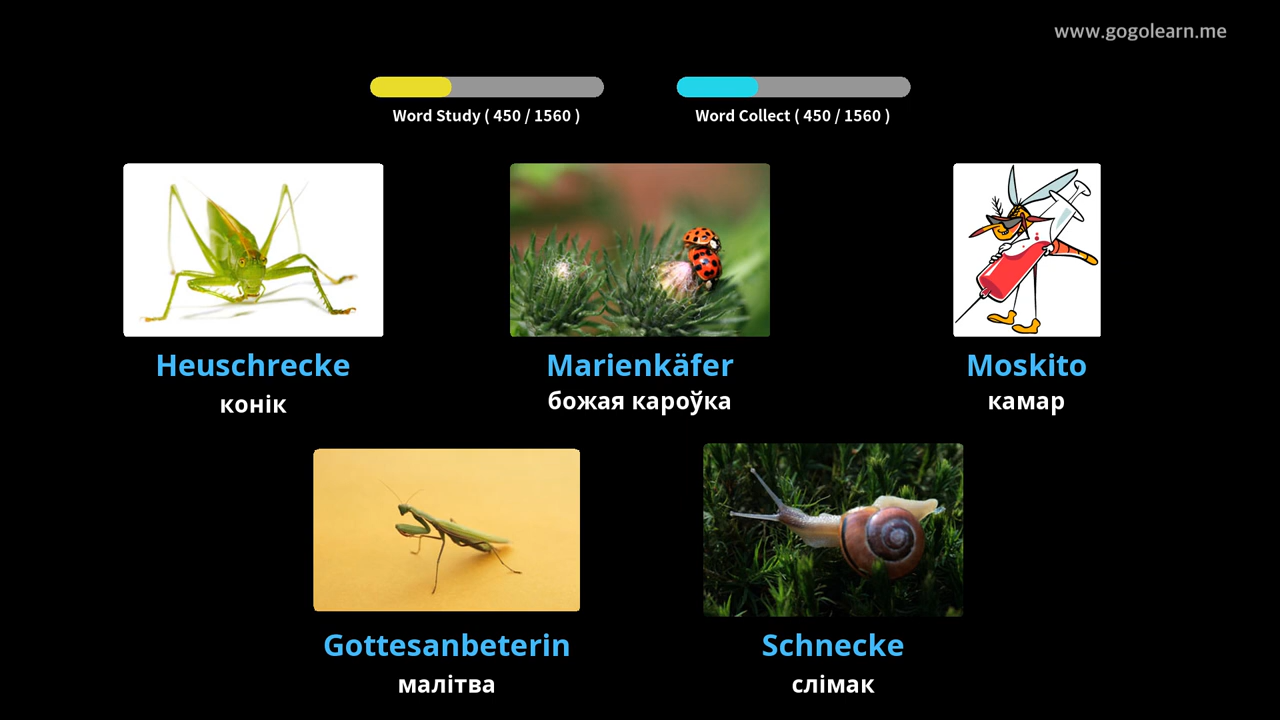 www.gogolearn.me
Word Study ( 450 / 1560 )
Word Collect ( 450 / 1560 )
Heuschrecke
Marienkäfer
Moskito
конік
божая кароўка
камар
Gottesanbeterin
Schnecke
малітва
слімак